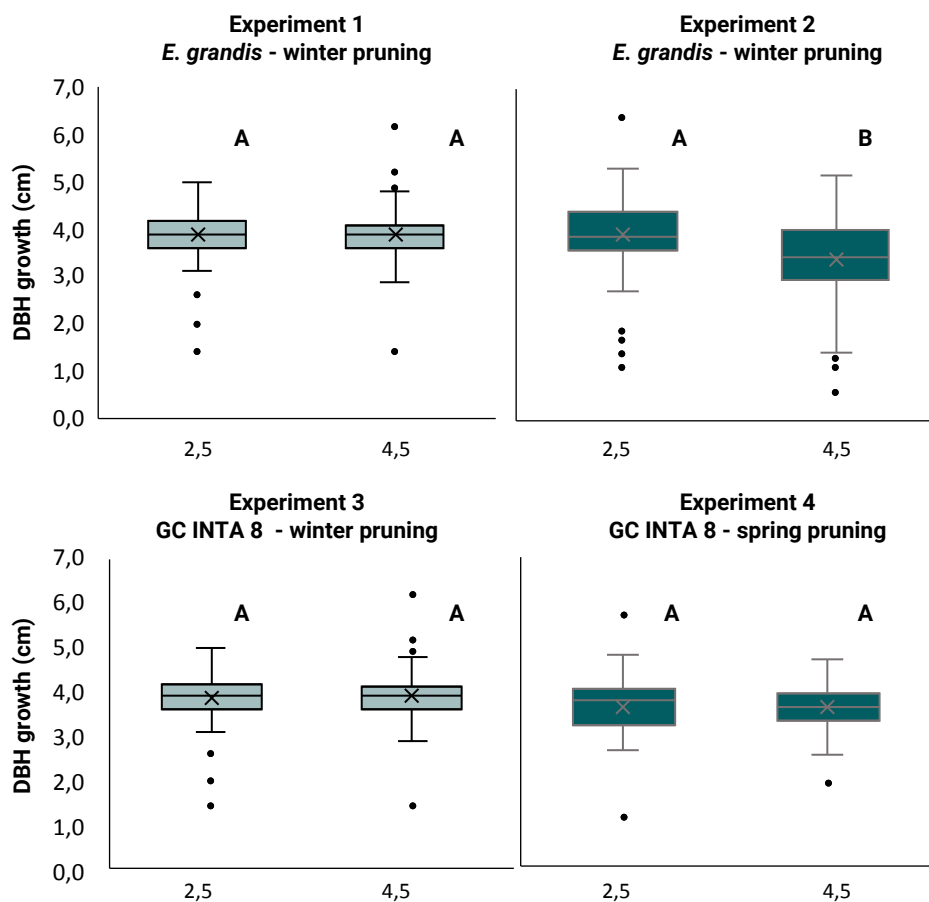 Experiment 1
E. grandis - winter pruning
Experiment 2
E. grandis - winter pruning
DBH growth (cm)
7,0
6,0
5,0
4,0
3,0
2,0
1,0
0,0
A
A
A
B
2,5
4,5
2,5
4,5
Experiment 3
GC INTA 8 - winter pruning
Experiment 4
GC INTA 8 - spring pruning
DBH growth (cm)
7,0
6,0
5,0
4,0
3,0
2,0
1,0
0,0
A
A
A
A
2,5
4,5
2,5
4,5